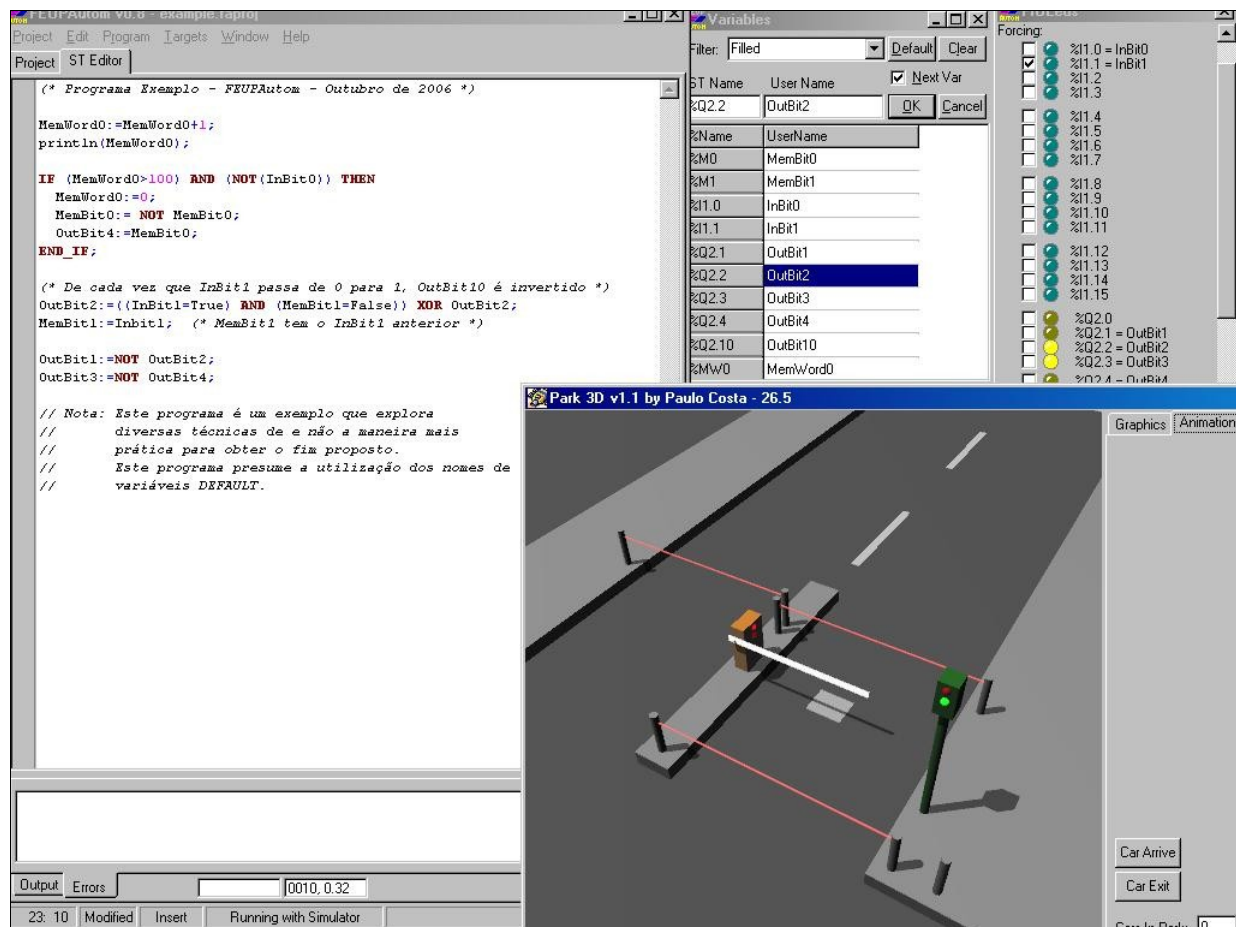 FEUPAutom v0.8 - example.faproj
Project Edit Program Targets Window Help
Project ST Editor
(* Programa Exemplo - FEUPAutom - Outubro de 2006 *)
MemWord0:=MemWord0+1;
println(MemWord0);
IF (MemWord0>100) AND (NOT(InBit0)) THEN
MemWord0:=0;
MemBit0:= NOT MemBit0;
OutBit4:=MemBit0;
END_IF;
(* De cada vez que InBit1 passa de 0 para 1, OutBit10 é invertido *)
OutBit2:=((InBit1=True) AND (MemBit1=False)) XOR OutBit2;
MemBit1:=Inbit1; (* MemBit1 tem o InBit1 anterior *)
OutBit1:=NOT OutBit2;
OutBit3:=NOT OutBit4;
// Nota: Este programa é um exemplo que explora
// diversas técnicas de e não a maneira mais
// prática para obter o fim proposto.
// Este programa presume a utilização dos nomes de
// variáveis DEFAULT.
Output Errors 0010, 0.32
23: 10 Modified Insert Running with Simulator
Variables
Filter: Filled Default Clear
ST Name User Name Next Var
%Q2.2 OutBit2 OK Cancel
%Name UserName
%M0 MemBit0
%M1 MemBit1
%I1.0 InBit0
%I1.1 InBit1
%Q2.1 OutBit1
%Q2.2 OutBit2
%Q2.3 OutBit3
%Q2.4 OutBit4
%Q2.10 OutBit10
%MW0 MemWord0
Forcing:
%I1.0 = InBit0
%I1.1 = InBit1
%I1.2
%I1.3
%I1.4
%I1.5
%I1.6
%I1.7
%I1.8
%I1.9
%I1.10
%I1.11
%I1.12
%I1.13
%I1.14
%I1.15
%Q2.0
%Q2.1 = OutBit1
%Q2.2 = OutBit2
%Q2.3 = OutBit3
%Q2.4 = OutBit4
Park 3D v1.1 by Paulo Costa - 26.5
Graphics Animation
Car Arrive
Car Exit
Cars In Park: 0